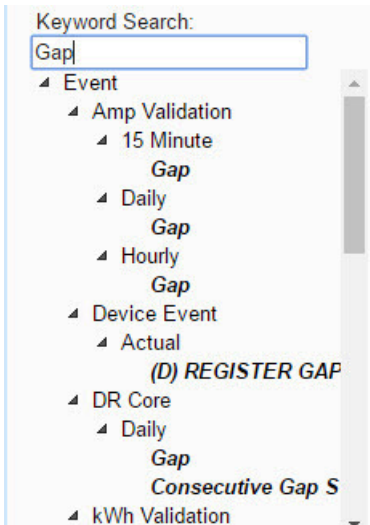 Keyword Search:
Gap
Event
Amp Validation
15 Minute
Gap
Daily
Gap
Hourly
Gap
Device Event
Actual
(D) REGISTER GAP
DR Core
Daily
Gap
Consecutive Gap S
kWh Validation